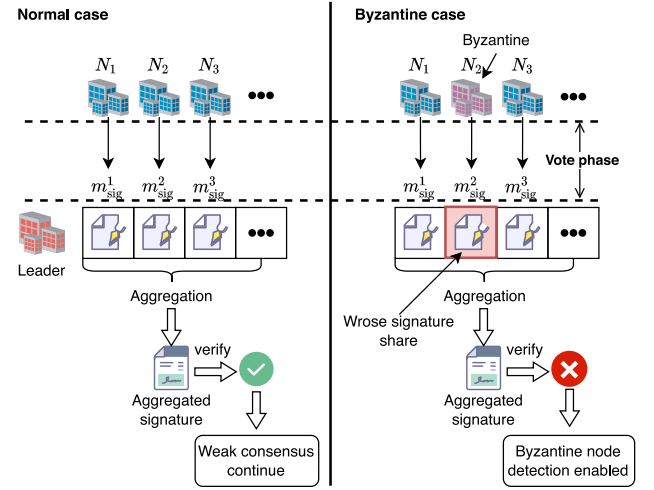 Normal case
N₁ N₂ N₃ •••
m¹sig m²sig m³sig
•••
Leader
Aggregation
verify
Aggregated
signature
Weak consensus
continue
Byzantine case
Byzantine
N₁ N₂ N₃ •••
Vote phase
m¹sig m²sig m³sig
•••
Aggregation
Wrose signature
share
verify
Aggregated
signature
Byzantine node
detection enabled